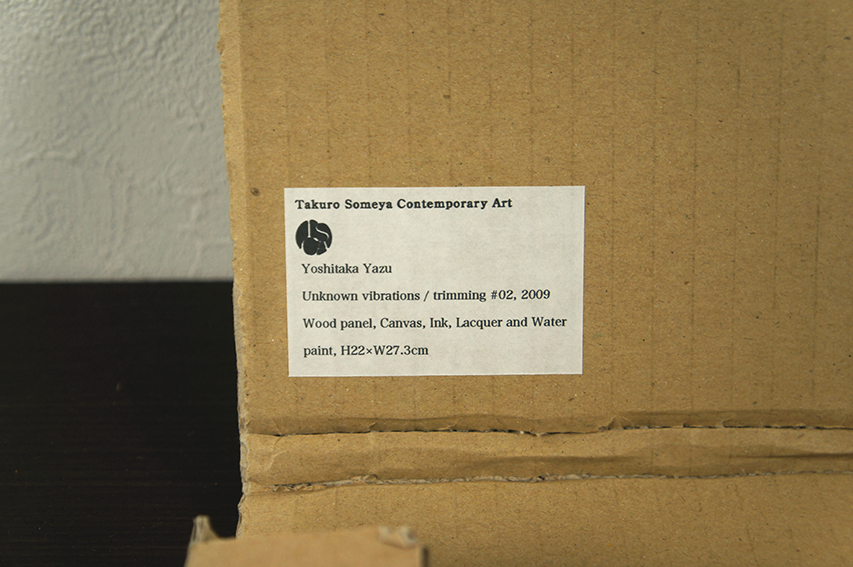 Takuro Someya Contemporary Art
Yoshitaka Yazu
Unknown vibrations / trimming #02, 2009
Wood panel, Canvas, Ink, Lacquer and Water
paint, H22×W27.3cm